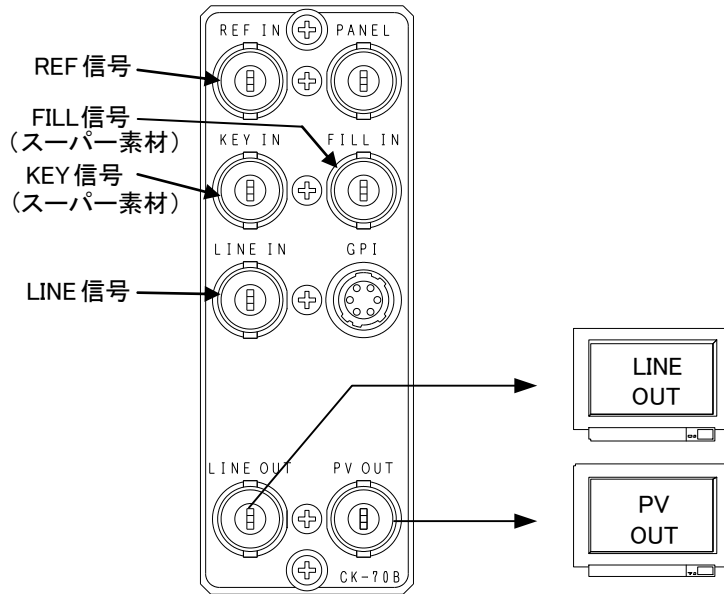 REF IN PANEL
REF信号
FILL信号
（スーパー素材）
KEY IN FILL IN
KEY信号
（スーパー素材）
LINE IN GPI
LINE信号
LINE
OUT
LINE OUT PV OUT
PV
OUT
CK-70B